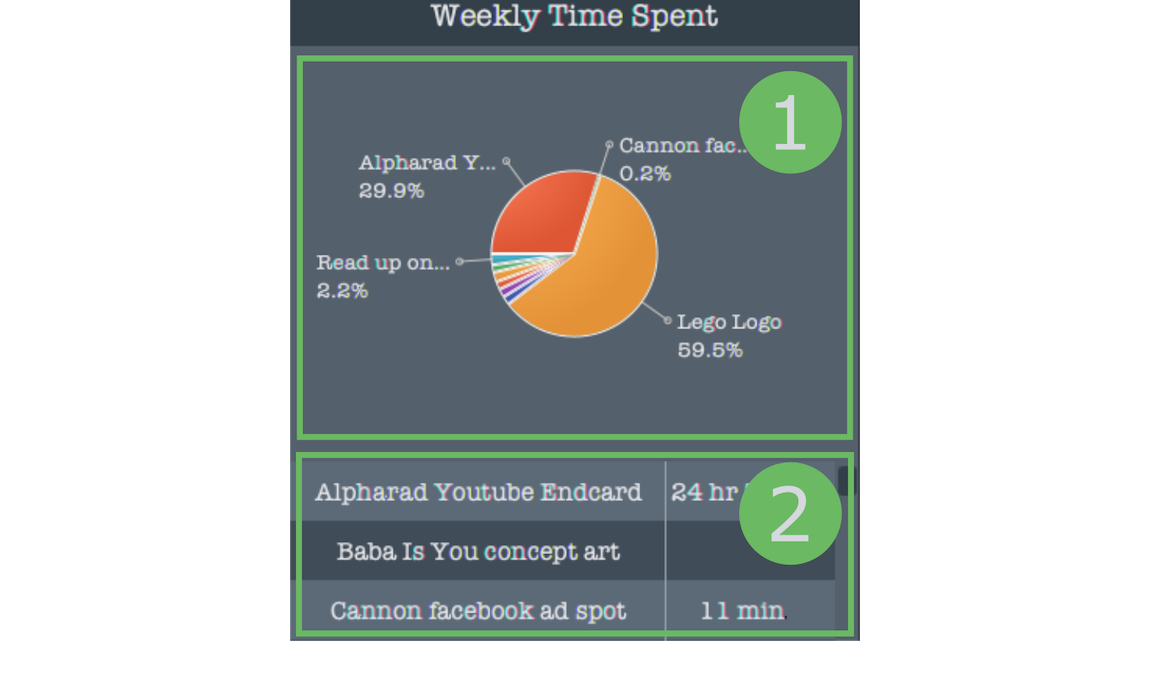 Weekly Time Spent
1
Cannon fac..
0.2%
Alpharad Y...
29.9%
Read up on...
2.2%
Lego Logo
59.5%
2
Alpharad Youtube Endcard 24 hr
Baba Is You concept art
Cannon facebook ad spot 11 min.